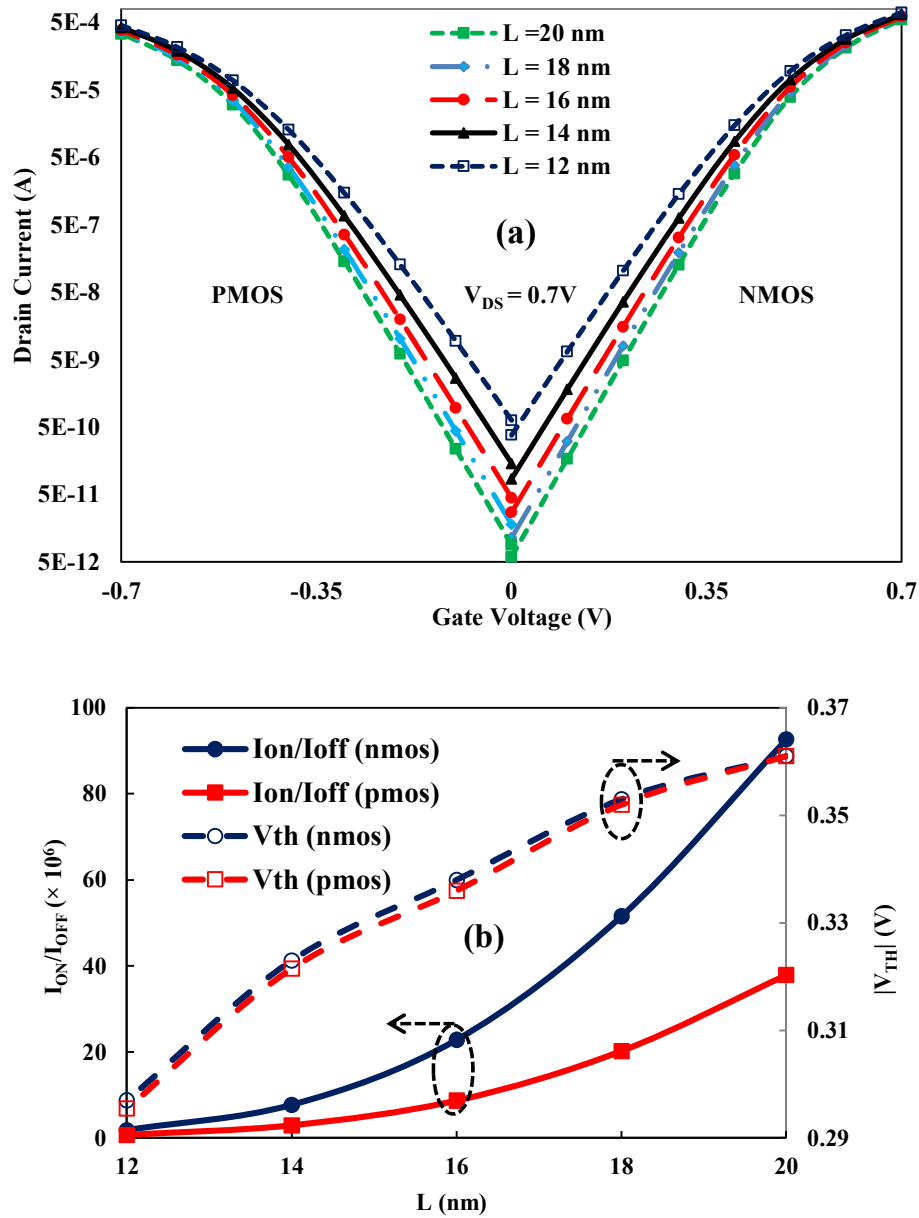 5E-4
5E-5
5E-6
5E-7
5E-8
5E-9
5E-10
5E-11
5E-12
Drain Current (A)
L =20 nm
L = 18 nm
L = 16 nm
L = 14 nm
L = 12 nm
(a)
PMOS
V_DS = 0.7V
NMOS
-0.7
-0.35
0
0.35
0.7
Gate Voltage (V)
100
80
60
40
20
0
I_ON/I_OFF (× 10⁶)
Ion/Ioff (nmos)
Ion/Ioff (pmos)
Vth (nmos)
Vth (pmos)
(b)
0.37
0.35
0.33
0.31
0.29
|V_TH| (V)
12
14
16
18
20
L (nm)